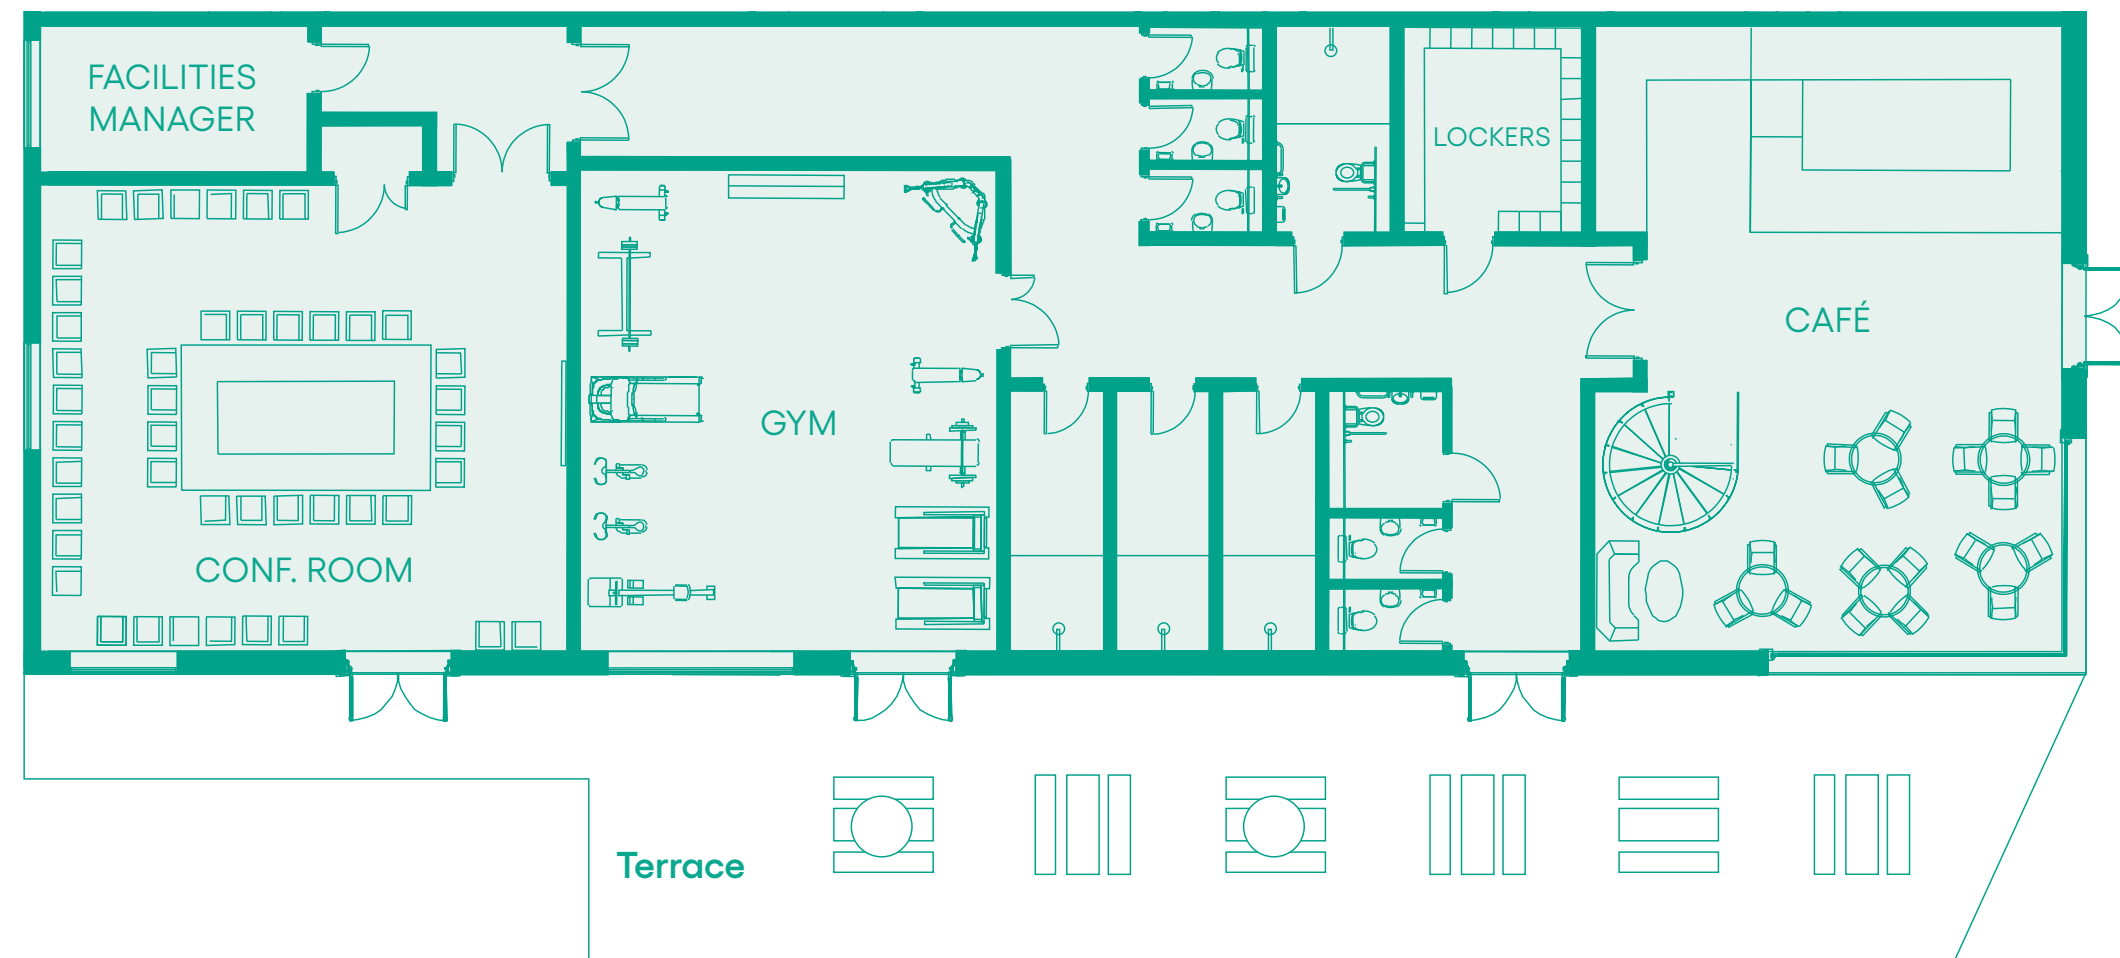 FACILITIES
MANAGER
LOCKERS
CAFÉ
GYM
CONF. ROOM
Terrace